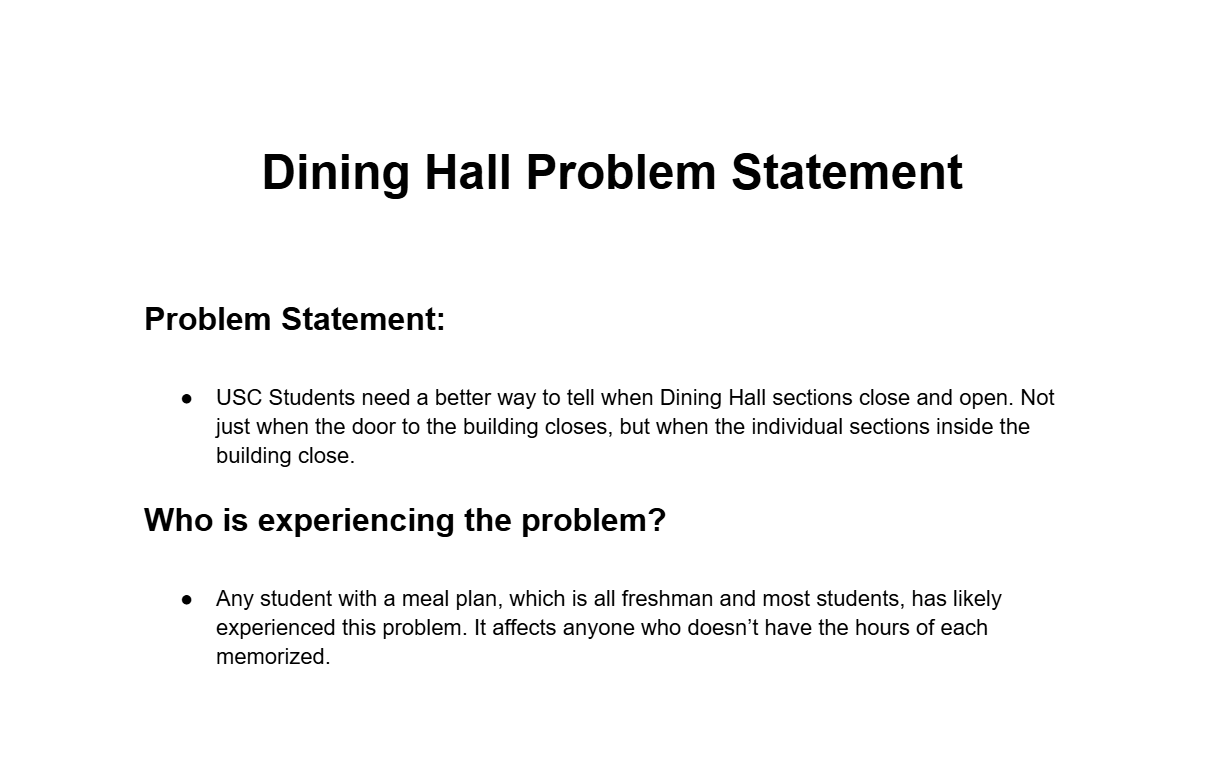 Dining Hall Problem Statement
Problem Statement:
● USC Students need a better way to tell when Dining Hall sections close and open. Not
just when the door to the building closes, but when the individual sections inside the
building close.
Who is experiencing the problem?
● Any student with a meal plan, which is all freshman and most students, has likely
experienced this problem. It affects anyone who doesn’t have the hours of each
memorized.